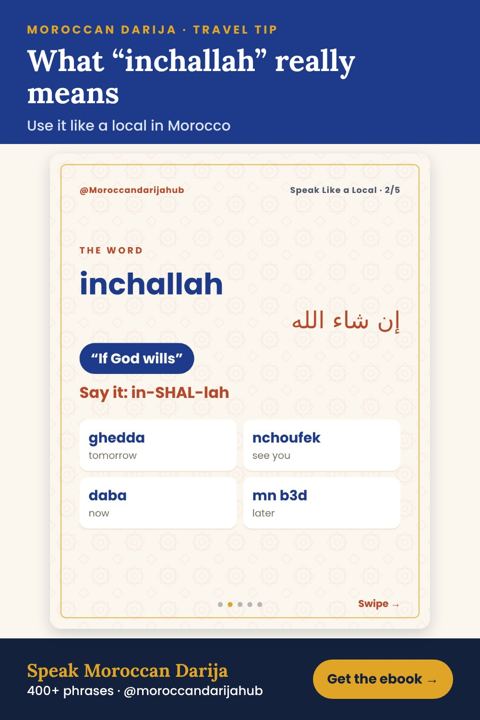 MOROCCAN DARIJA · TRAVEL TIP
What “inchallah” really
means
Use it like a local in Morocco
@Moroccandarijahub
Speak Like a Local · 2/5
THE WORD
inchallah
إن شاء الله
“If God wills”
Say it: in-SHAL-lah
ghedda
tomorrow
nchoufek
see you
daba
now
mn b3d
later
Swipe →
Speak Moroccan Darija
400+ phrases · @moroccandarijahub
Get the ebook →